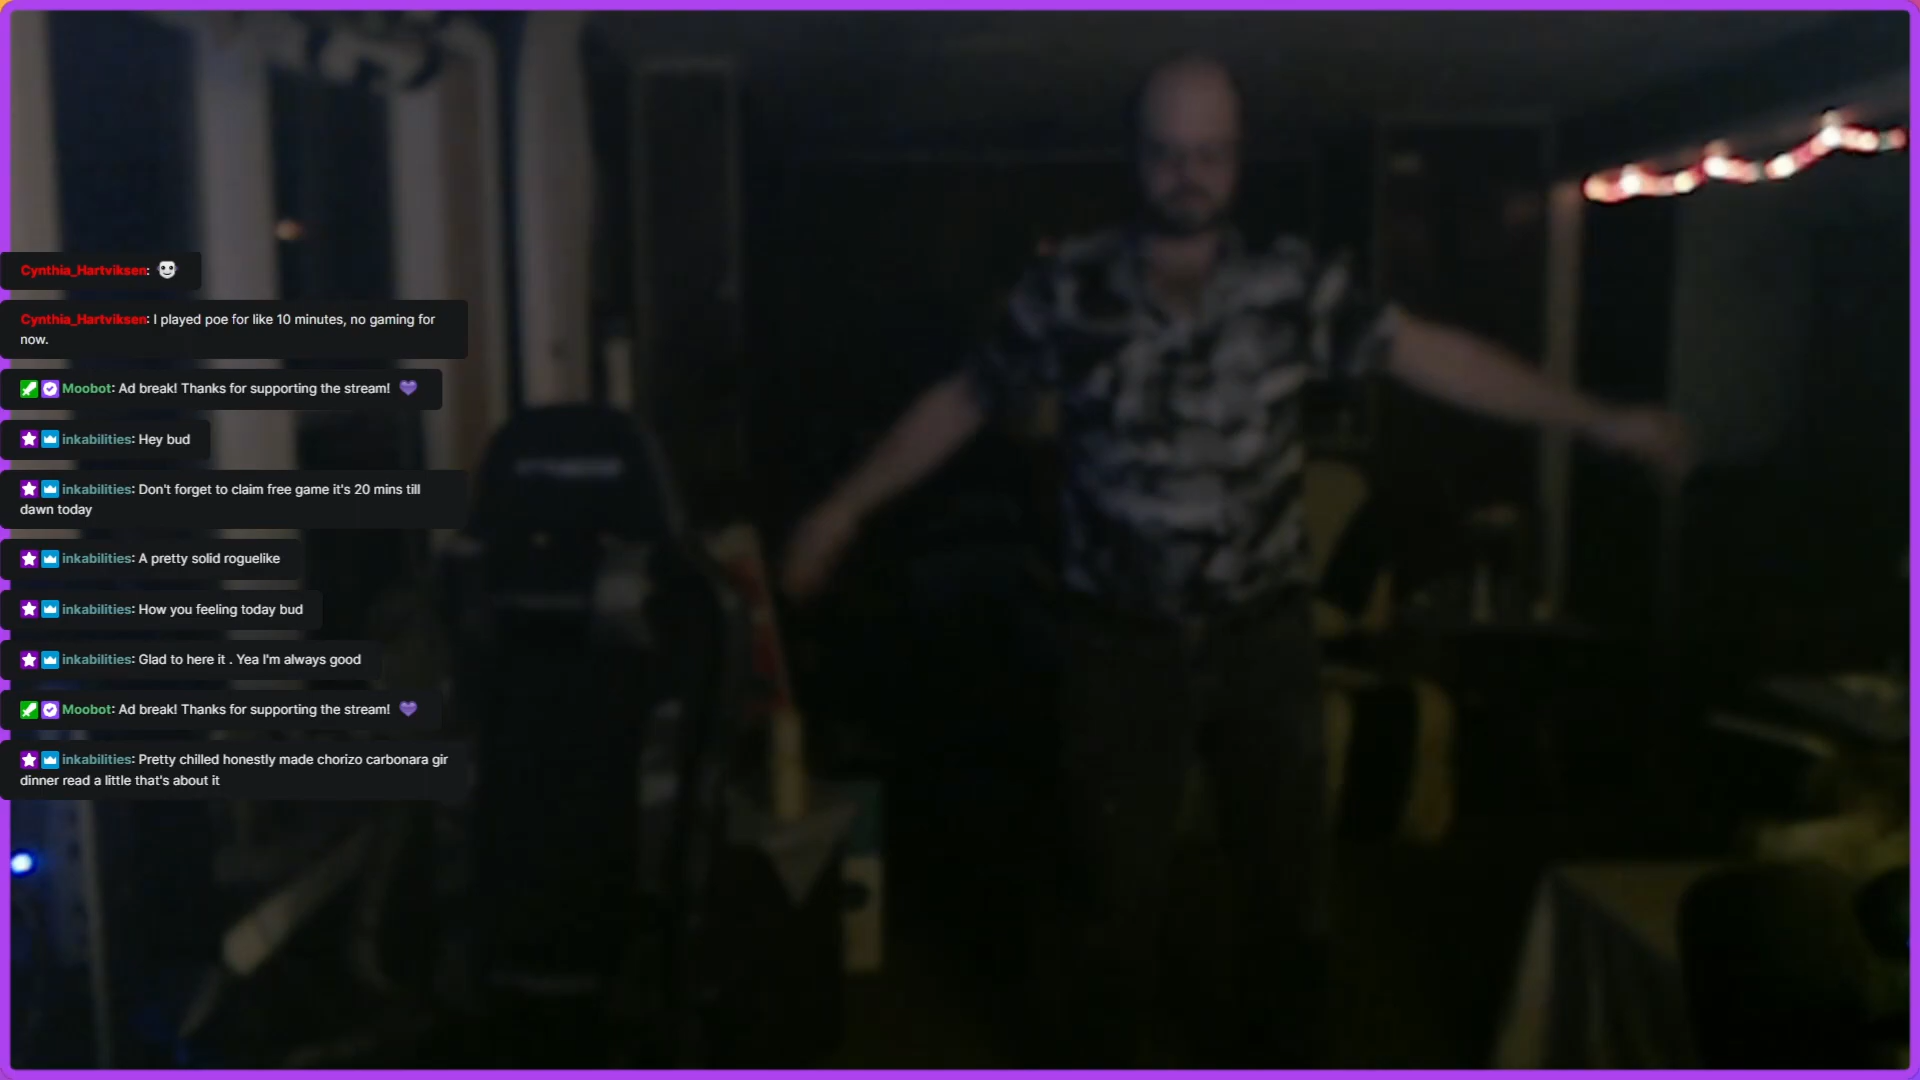 Cynthia_Hartviksen:
Cynthia_Hartviksen: I played poe for like 10 minutes, no gaming for
now.
Moobot: Ad break! Thanks for supporting the stream!
inkabilities: Hey bud
inkabilities: Don't forget to claim free game it's 20 mins till
dawn today
inkabilities: A pretty solid roguelike
inkabilities: How you feeling today bud
inkabilities: Glad to here it . Yea I'm always good
Moobot: Ad break! Thanks for supporting the stream!
inkabilities: Pretty chilled honestly made chorizo carbonara gir
dinner read a little that's about it